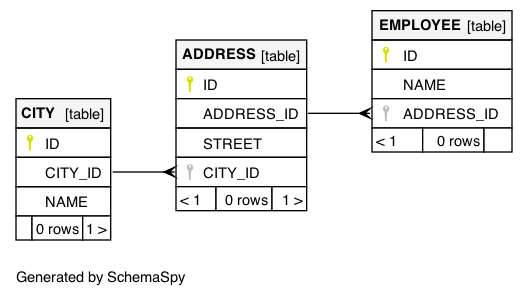 CITY [table]
ID
CITY_ID
NAME
0 rows 1 >
ADDRESS [table]
ID
ADDRESS_ID
STREET
CITY_ID
< 1 0 rows 1 >
EMPLOYEE [table]
ID
NAME
ADDRESS_ID
< 1 0 rows
Generated by SchemaSpy